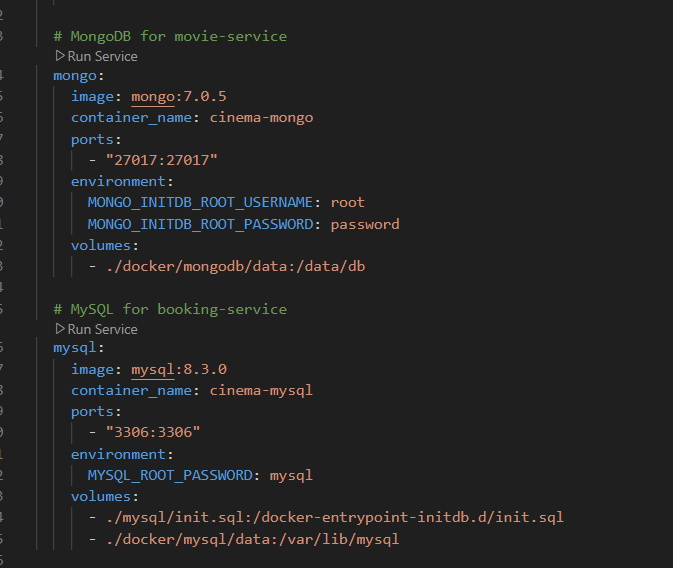 # MongoDB for movie-service
Run Service
mongo:
image: mongo:7.0.5
container_name: cinema-mongo
ports:
- "27017:27017"
environment:
MONGO_INITDB_ROOT_USERNAME: root
MONGO_INITDB_ROOT_PASSWORD: password
volumes:
- ./docker/mongodb/data:/data/db
# MySQL for booking-service
Run Service
mysql:
image: mysql:8.3.0
container_name: cinema-mysql
ports:
- "3306:3306"
environment:
MYSQL_ROOT_PASSWORD: mysql
volumes:
- ./mysql/init.sql:/docker-entrypoint-initdb.d/init.sql
- ./docker/mysql/data:/var/lib/mysql